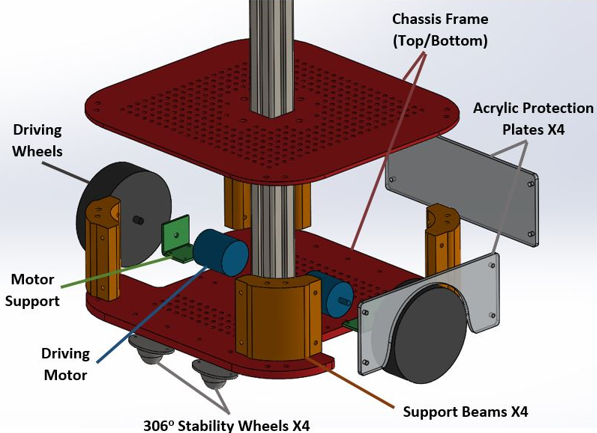 Chassis Frame
(Top/Bottom)
Acrylic Protection
Plates X4
Driving
Wheels
Motor
Support
Driving
Motor
306° Stability Wheels X4
Support Beams X4